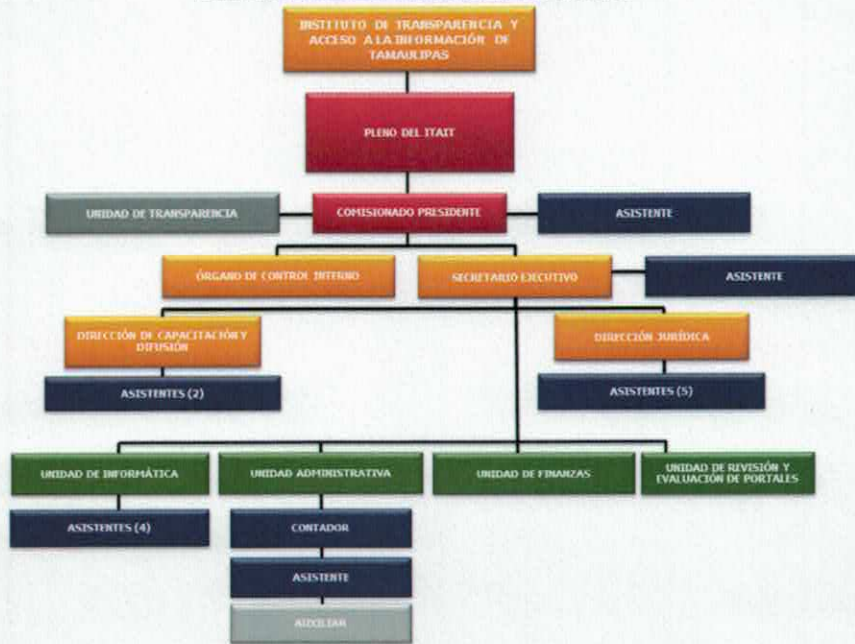 INSTITUTO DE TRANSPARENCIA Y
ACCESO A LA INFORMACIÓN DE
TAMAULIPAS
PLENO DEL ITAIT
UNIDAD DE TRANSPARENCIA
COMISIONADO PRESIDENTE
ASISTENTE
ÓRGANO DE CONTROL INTERNO
SECRETARIO EJECUTIVO
ASISTENTE
DIRECCIÓN DE CAPACITACIÓN Y
DIFUSIÓN
DIRECCIÓN JURÍDICA
ASISTENTES (2)
ASISTENTES (5)
UNIDAD DE INFORMÁTICA
UNIDAD ADMINISTRATIVA
UNIDAD DE FINANZAS
UNIDAD DE REVISIÓN Y
EVALUACIÓN DE PORTALES
ASISTENTES (4)
CONTADOR
ASISTENTE
AUXILIAR